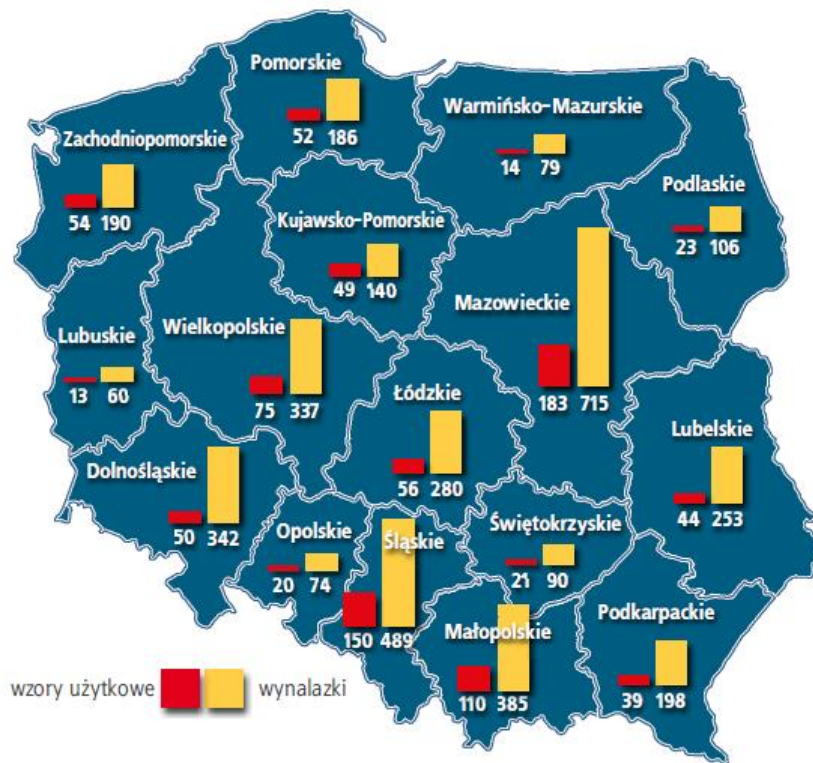 Pomorskie
52 186
Warmińsko-Mazurskie
14 79
Zachodniopomorskie
54 190
Podlaskie
23 106
Kujawsko-Pomorskie
49 140
Mazowieckie
183 715
Lubuskie
13 60
Wielkopolskie
75 337
Łódzkie
56 280
Lubelskie
44 253
Dolnośląskie
50 342
Opolskie
20 74
Śląskie
150 489
Świętokrzyskie
21 90
Małopolskie
110 385
Podkarpackie
39 198
wzory użytkowe wynalazki